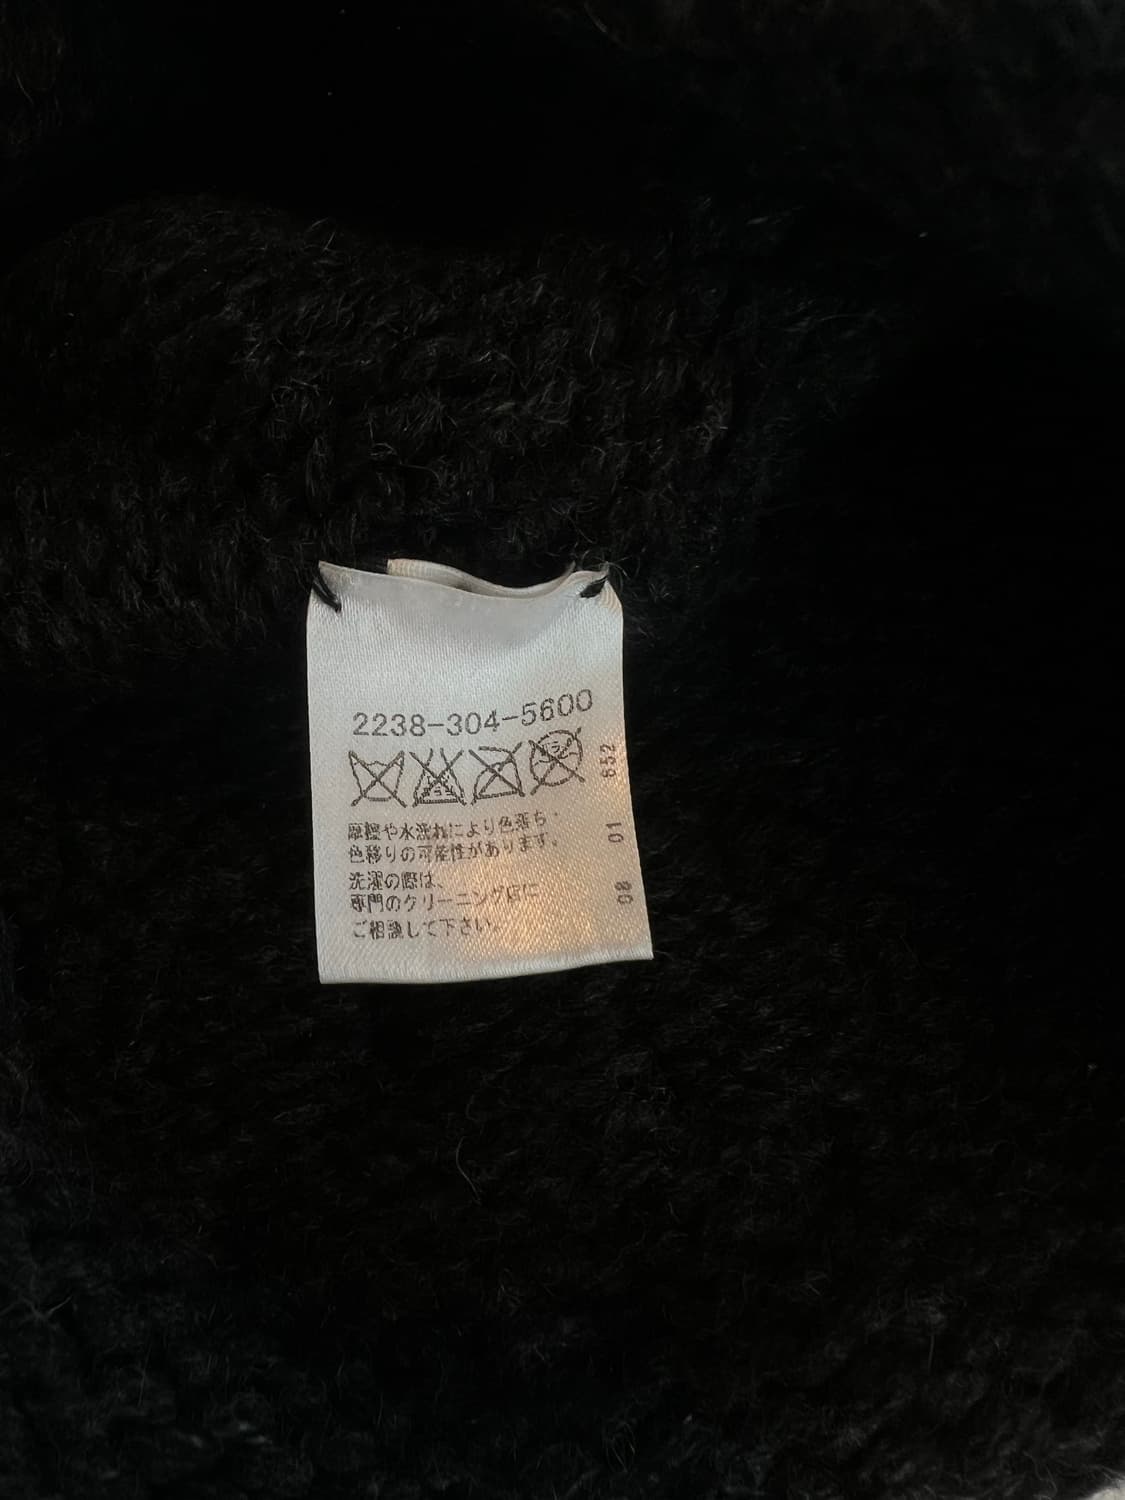 2238-304-5600
摩擦や水洗れにより色落ち・
色移りの可能性があります。
洗濯の際は、
専門のクリーニング店に
ご相談して下さい。
852
01
08